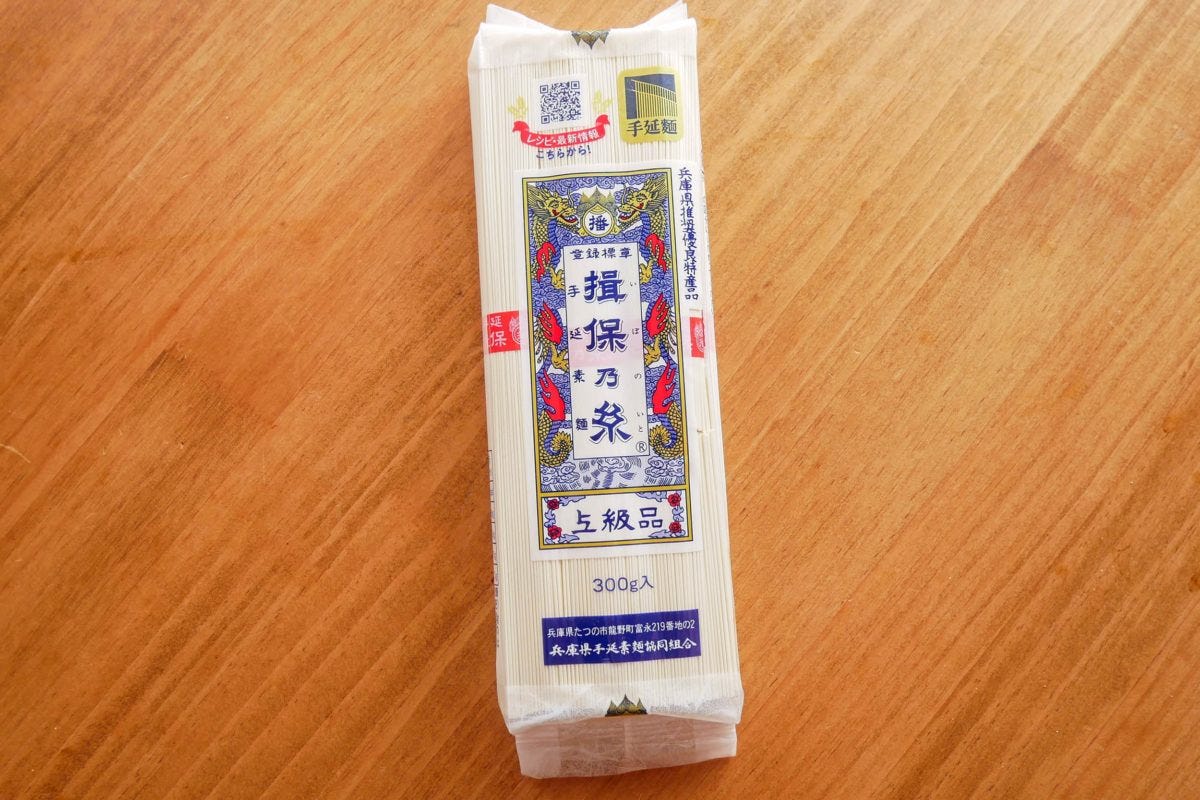 レシピ・最新情報
こちらから!
手延麺
兵庫県推奨優良特産品
播
登録標章
手延素麵
揖保乃糸
いぼのいと
®
延
保
上級品
300g入
兵庫県たつの市龍野町富永219番地の2
兵庫県手延素麵協同組合